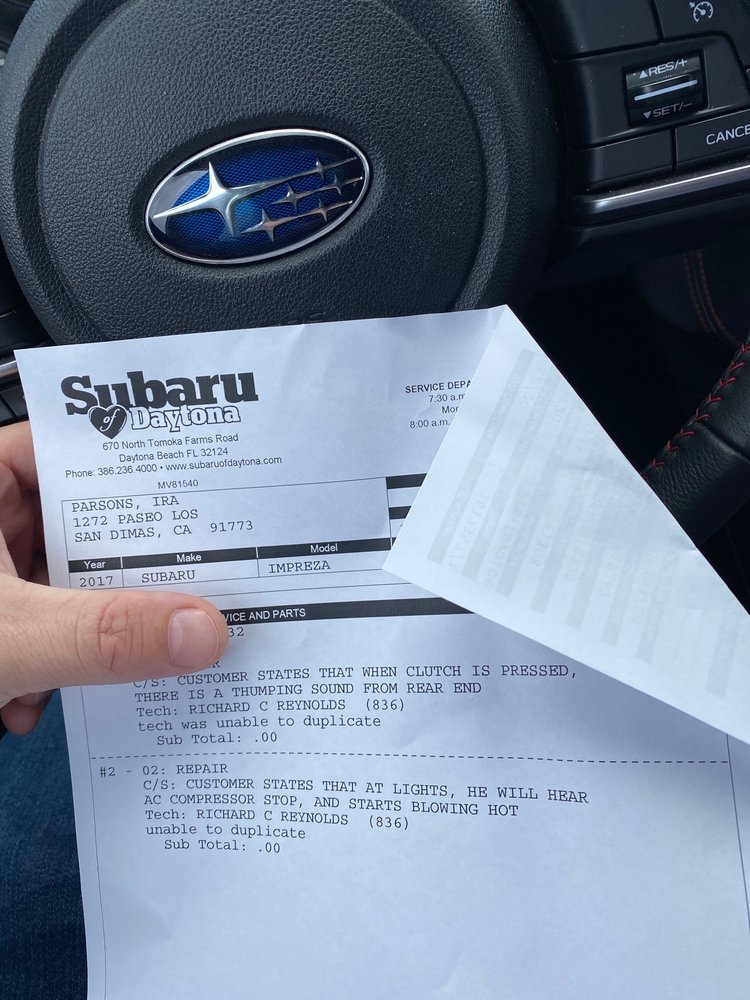 RES/+
SET/-
CANCE
Subaru
of Daytona
670 North Tomoka Farms Road
Daytona Beach FL 32124
Phone: 386.236.4000 • www.subaruofdaytona.com
MV81540
SERVICE DEPA
7:30 a.m
Mon
8:00 a.m.
PARSONS, IRA
1272 PASEO LOS
SAN DIMAS, CA 91773
Year Make Model
2017 SUBARU IMPREZA
VICE AND PARTS
32
R
C/S: CUSTOMER STATES THAT WHEN CLUTCH IS PRESSED,
THERE IS A THUMPING SOUND FROM REAR END
Tech: RICHARD C REYNOLDS (836)
tech was unable to duplicate
Sub Total: .00
#2 - 02: REPAIR
C/S: CUSTOMER STATES THAT AT LIGHTS, HE WILL HEAR
AC COMPRESSOR STOP, AND STARTS BLOWING HOT
Tech: RICHARD C REYNOLDS (836)
unable to duplicate
Sub Total: .00